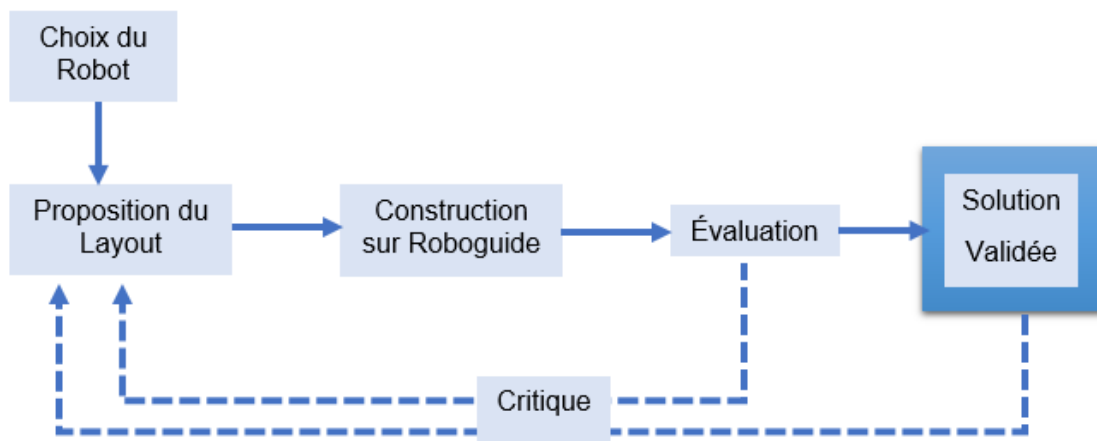 Choix du
Robot
Proposition du
Layout
Construction
sur Roboguide
Évaluation
Solution
Validée
Critique